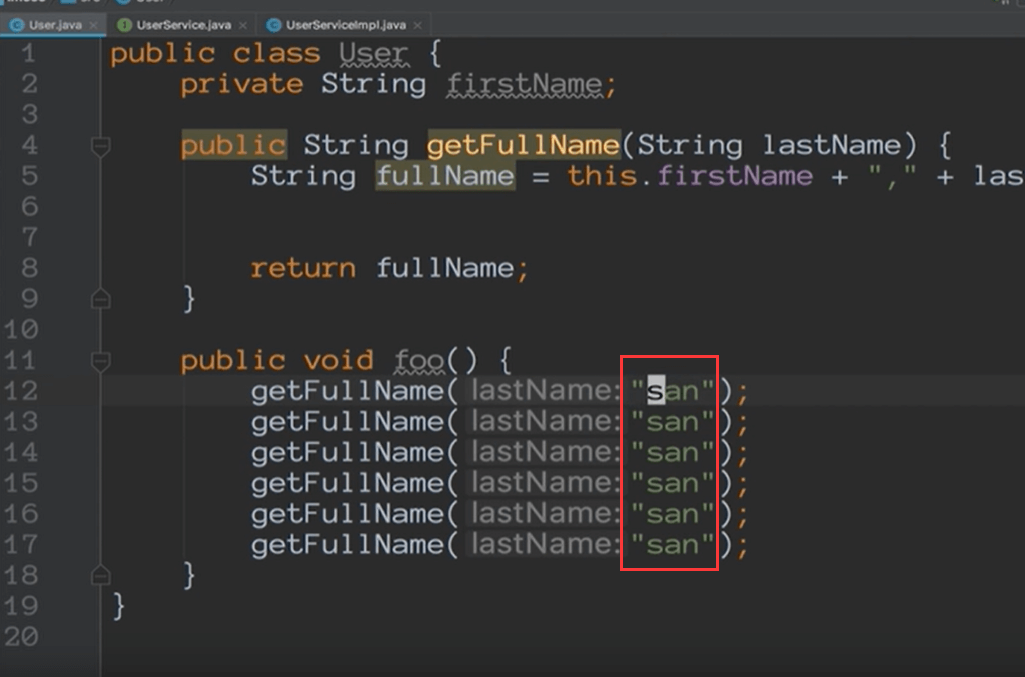 User.java × UserService.java × UserServiceImpl.java ×
1 public class User {
2 private String firstName;
3
4 public String getFullName(String lastName) {
5 String fullName = this.firstName + "," + las
6
7
8 return fullName;
9 }
10
11 public void foo() {
12 getFullName( lastName: "san");
13 getFullName( lastName: "san");
14 getFullName( lastName: "san");
15 getFullName( lastName: "san");
16 getFullName( lastName: "san");
17 getFullName( lastName: "san");
18 }
19 }
20